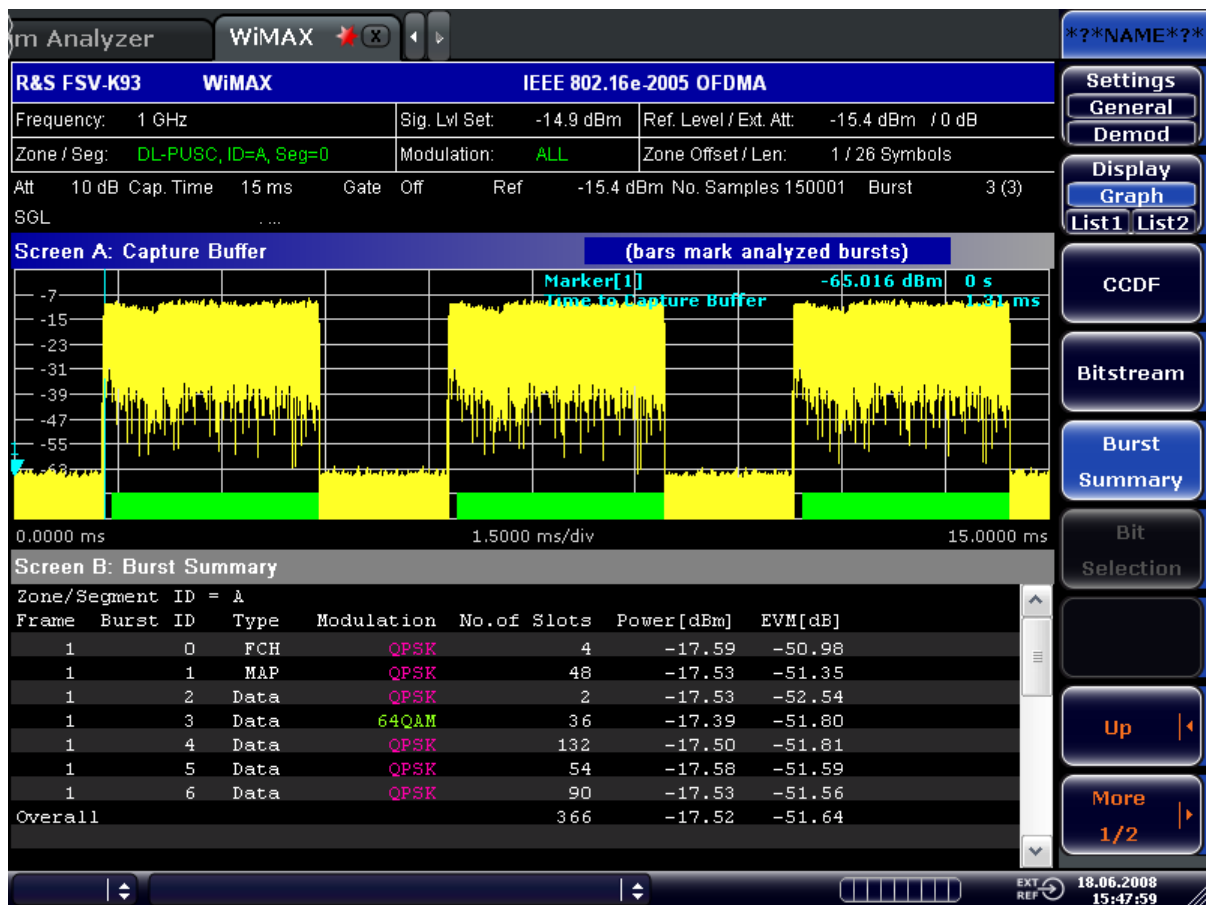 m Analyzer WiMAX X *?*NAME*?*
R&S FSV-K93 WiMAX IEEE 802.16e-2005 OFDMA
Frequency: 1 GHz Sig. Lvl Set: -14.9 dBm Ref. Level / Ext. Att: -15.4 dBm / 0 dB
Zone / Seg: DL-PUSC, ID=A, Seg=0 Modulation: ALL Zone Offset / Len: 1 / 26 Symbols
Att 10 dB Cap. Time 15 ms Gate Off Ref -15.4 dBm No. Samples 150001 Burst 3 (3)
SGL . ...
Screen A: Capture Buffer (bars mark analyzed bursts)
Marker[1] -65.016 dBm 0 s
Time to Capture Buffer 1.31 ms
-7
-15
-23
-31
-39
-47
-55
-63
1
0.0000 ms 1.5000 ms/div 15.0000 ms
Screen B: Burst Summary
Zone/Segment ID = A
Frame Burst ID Type Modulation No.of Slots Power[dBm] EVM[dB]
1 0 FCH QPSK 4 -17.59 -50.98
1 1 MAP QPSK 48 -17.53 -51.35
1 2 Data QPSK 2 -17.53 -52.54
1 3 Data 64QAM 36 -17.39 -51.80
1 4 Data QPSK 132 -17.50 -51.81
1 5 Data QPSK 54 -17.58 -51.59
1 6 Data QPSK 90 -17.53 -51.56
Overall 366 -17.52 -51.64
Settings
General
Demod
Display
Graph
List1 List2
CCDF
Bitstream
Burst
Summary
Bit
Selection
Up
More
1/2
EXT
REF
18.06.2008
15:47:59